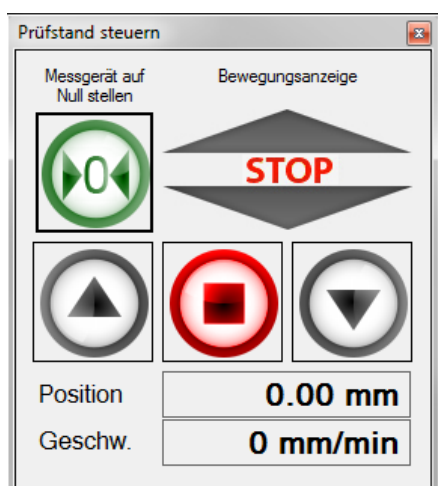 Prüfstand steuern
Messgerät auf
Null stellen
Bewegungsanzeige
0
STOP
Position
0.00 mm
Geschw.
0 mm/min